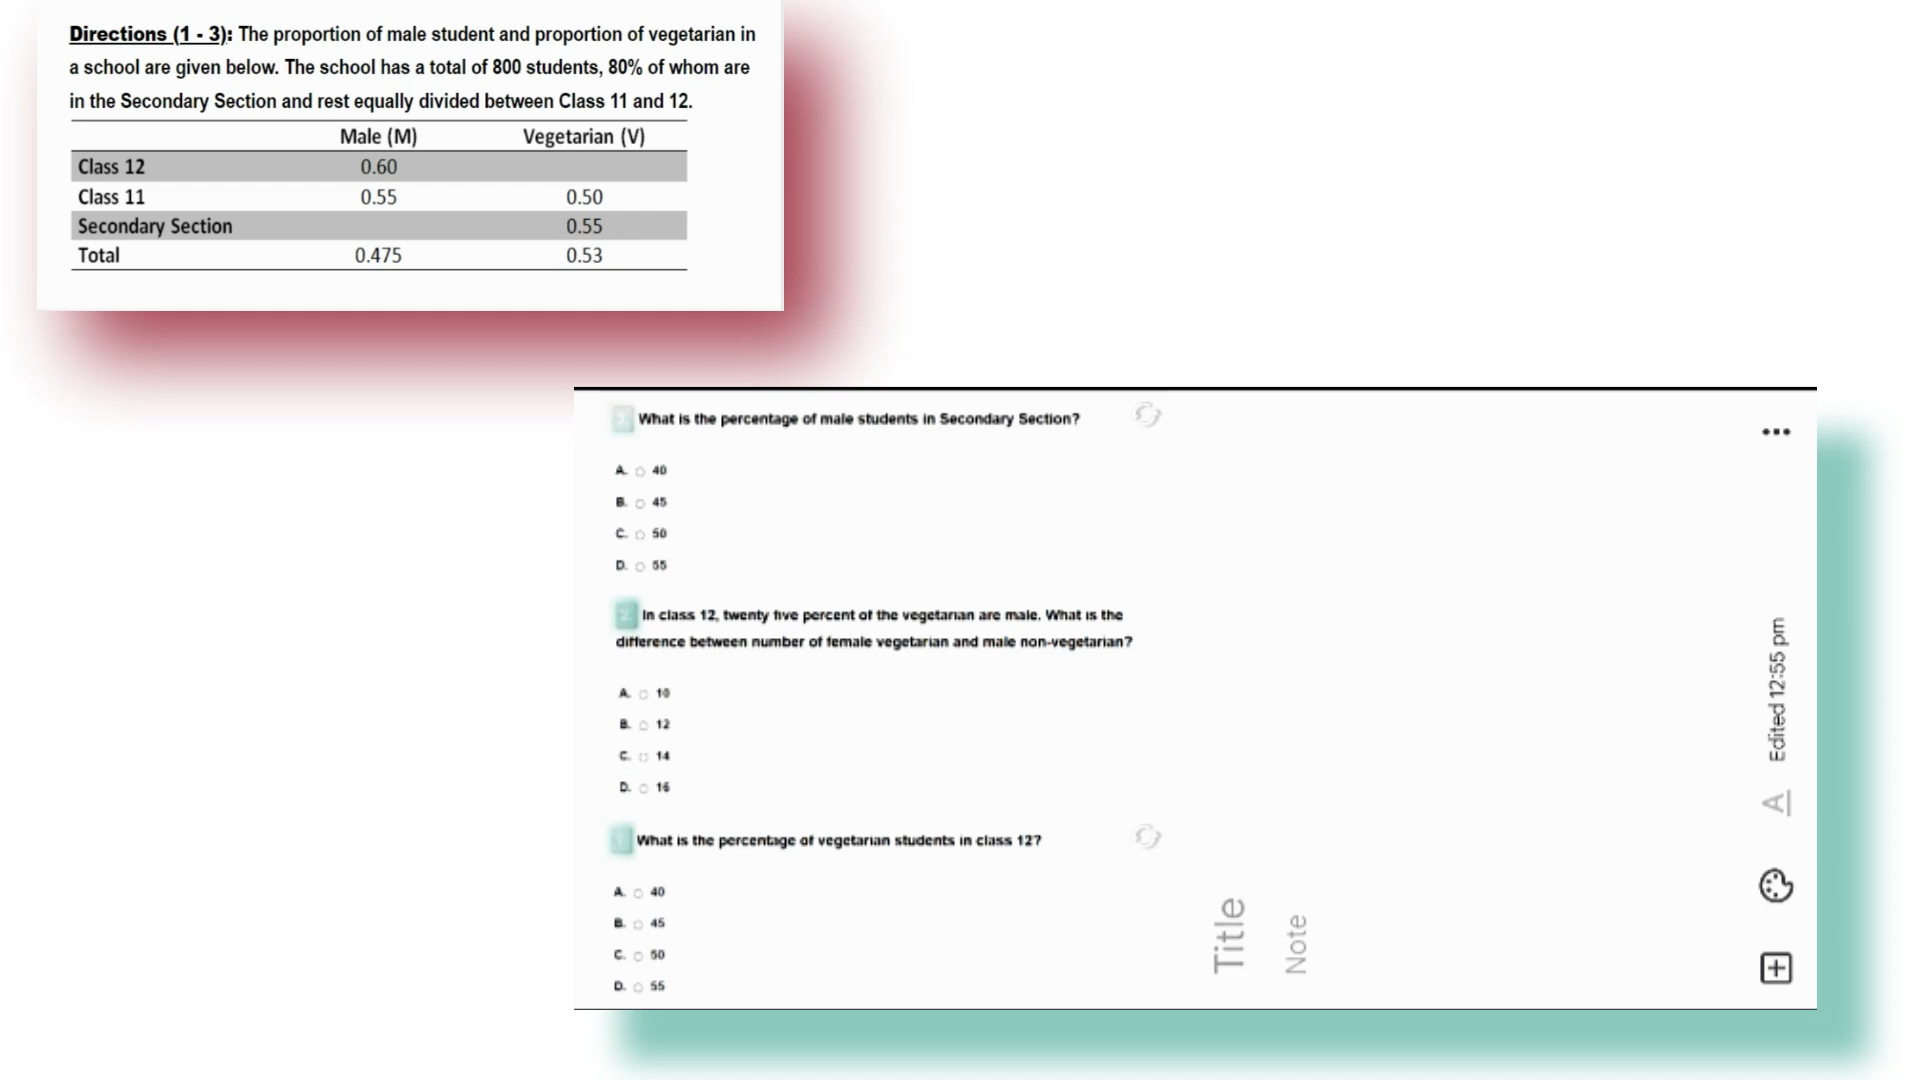 Directions (1 - 3): The proportion of male student and proportion of vegetarian in
a school are given below. The school has a total of 800 students, 80% of whom are
in the Secondary Section and rest equally divided between Class 11 and 12.
Male (M) Vegetarian (V)
Class 12 0.60
Class 11 0.55 0.50
Secondary Section 0.55
Total 0.475 0.53
What is the percentage of male students in Secondary Section?
A. 40
B. 45
C. 50
D. 55
2. In class 12, twenty five percent of the vegetarian are male. What is the
difference between number of female vegetarian and male non-vegetarian?
A. 10
B. 12
C. 14
D. 16
What is the percentage of vegetarian students in class 12?
A. 40
B. 45
C. 50
D. 55
Title
Note
Edited 12:55 pm
A